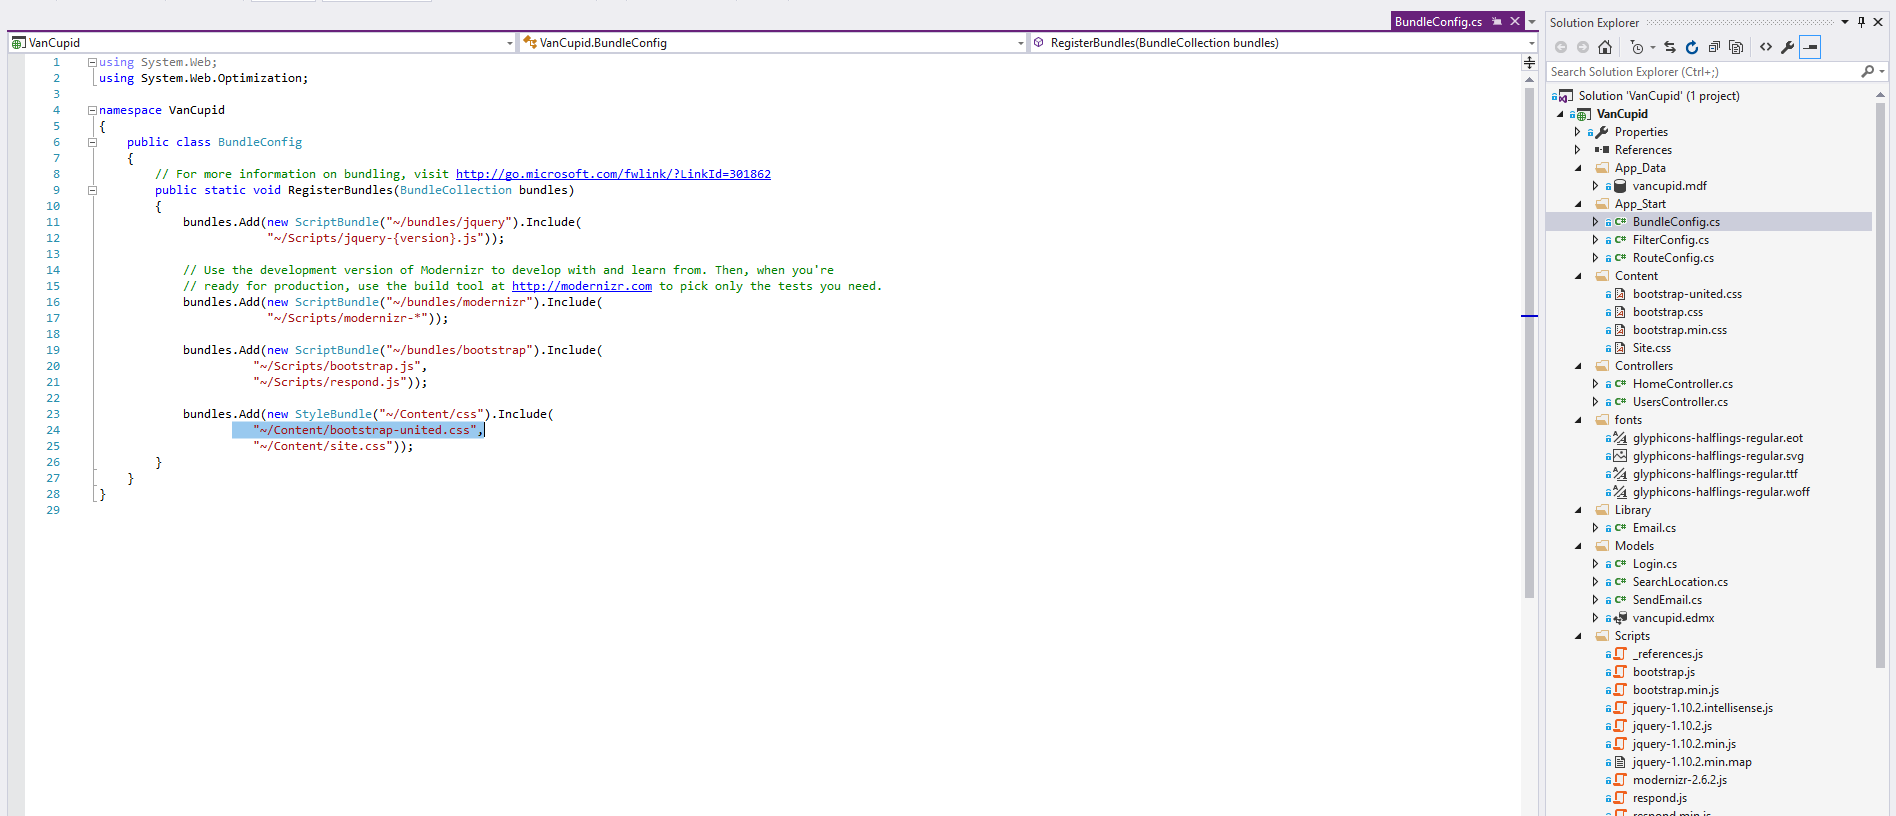 BundleConfig.cs
VanCupid
VanCupid.BundleConfig
RegisterBundles(BundleCollection bundles)
1 using System.Web;
2 using System.Web.Optimization;
3
4 namespace VanCupid
5 {
6 public class BundleConfig
7 {
8 // For more information on bundling, visit http://go.microsoft.com/fwlink/?LinkId=301862
9 public static void RegisterBundles(BundleCollection bundles)
10 {
11 bundles.Add(new ScriptBundle("~/bundles/jquery").Include(
12 "~/Scripts/jquery-{version}.js"));
13
14 // Use the development version of Modernizr to develop with and learn from. Then, when you're
15 // ready for production, use the build tool at http://modernizr.com to pick only the tests you need.
16 bundles.Add(new ScriptBundle("~/bundles/modernizr").Include(
17 "~/Scripts/modernizr-*"));
18
19 bundles.Add(new ScriptBundle("~/bundles/bootstrap").Include(
20 "~/Scripts/bootstrap.js",
21 "~/Scripts/respond.js"));
22
23 bundles.Add(new StyleBundle("~/Content/css").Include(
24 "~/Content/bootstrap-united.css",
25 "~/Content/site.css"));
26 }
27 }
28 }
29
Solution Explorer
Search Solution Explorer (Ctrl+;)
Solution 'VanCupid' (1 project)
VanCupid
Properties
References
App_Data
vancupid.mdf
App_Start
C# BundleConfig.cs
C# FilterConfig.cs
C# RouteConfig.cs
Content
bootstrap-united.css
bootstrap.css
bootstrap.min.css
Site.css
Controllers
C# HomeController.cs
C# UsersController.cs
fonts
glyphicons-halflings-regular.eot
glyphicons-halflings-regular.svg
glyphicons-halflings-regular.ttf
glyphicons-halflings-regular.woff
Library
C# Email.cs
Models
C# Login.cs
C# SearchLocation.cs
C# SendEmail.cs
vancupid.edmx
Scripts
_references.js
bootstrap.js
bootstrap.min.js
jquery-1.10.2.intellisense.js
jquery-1.10.2.js
jquery-1.10.2.min.js
jquery-1.10.2.min.map
modernizr-2.6.2.js
respond.js
respond.min.js